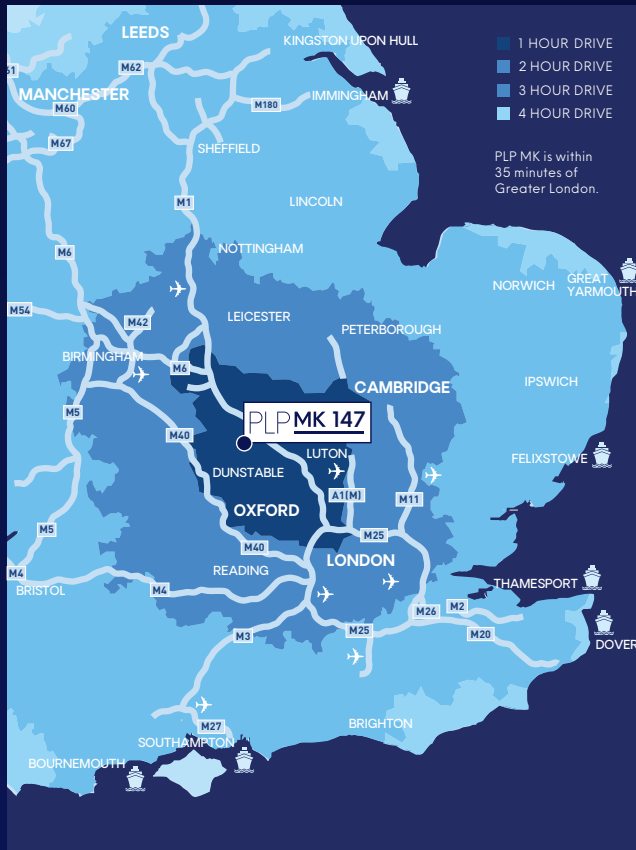 LEEDS
KINGSTON UPON HULL
1 HOUR DRIVE
2 HOUR DRIVE
3 HOUR DRIVE
4 HOUR DRIVE
61
M62
MANCHESTER
M60
M180
IMMINGHAM
M67
SHEFFIELD
PLP MK is within
35 minutes of
Greater London.
M1
LINCOLN
M6
NOTTINGHAM
NORWICH
GREAT
YARMOUTH
M54
M42
LEICESTER
PETERBOROUGH
BIRMINGHAM
M6
CAMBRIDGE
IPSWICH
M5
PLP MK 147
M40
LUTON
DUNSTABLE
FELIXSTOWE
A1(M)
M11
OXFORD
M5
M25
M40
LONDON
M4
READING
BRISTOL
M4
THAMESPORT
M26
M2
M3
M25
M20
DOVER
M27
BRIGHTON
SOUTHAMPTON
BOURNEMOUTH